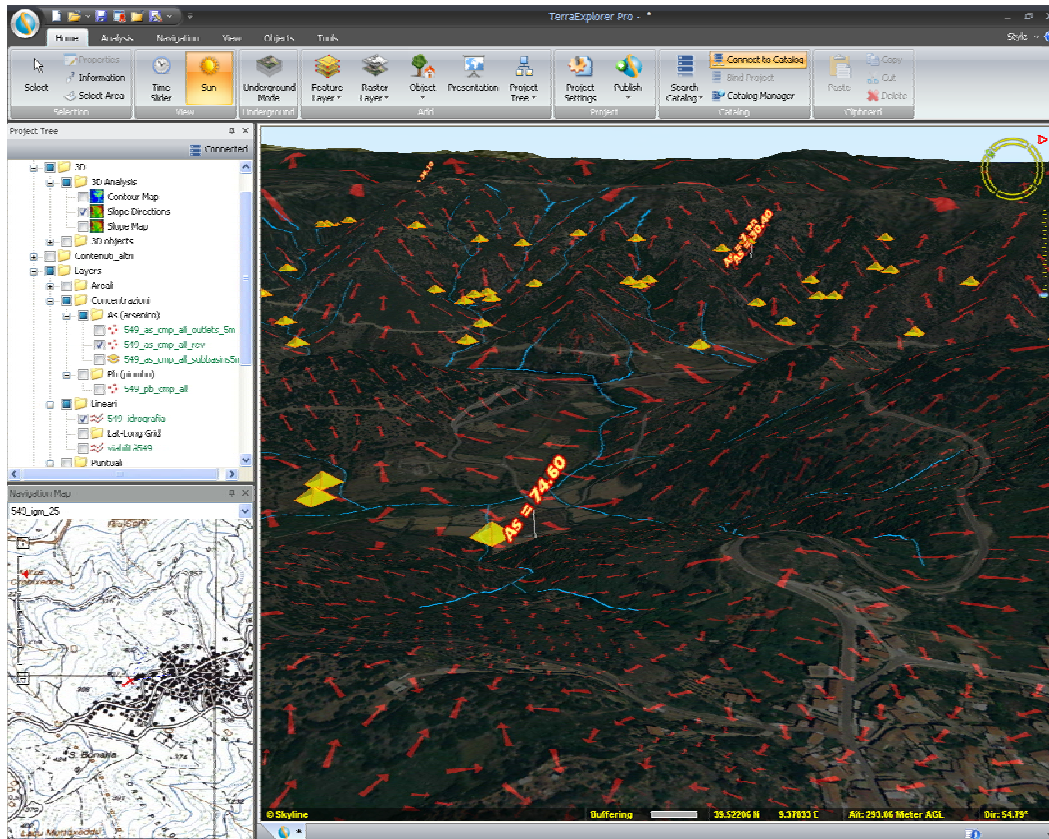 TerraExplorer Pro - *
Home Analysis Navigation View Objects Tools Style
Select
Properties
Information
Select Area
Selection
Time Slider
Sun
View
Underground Mode
Underground
Feature Layer
Raster Layer
Object
Presentation
Project Tree
Add
Project Settings
Publish
Project
Search Catalog
Connect to Catalog
Bind Project
Catalog Manager
Catalog
Paste
Copy
Cut
Delete
Clipboard
Project Tree
Connected
3D
3D Analysis
Contour Map
Slope Directions
Slope Map
3D objects
Contenuti_altri
Layers
Areali
Concentrazioni
As (arsenico)
549_as_cmp_all_outlets_5m
549_as_cmp_all_rev
549_as_cmp_all_subbasins5m
Pb (piombo)
549_pb_cmp_all
Lineari
549_idrografia
Lat-Long Grid
viabilità549
Puntuali
Navigation Map
549_igm_25
As = 74.60
© Skyline
Buffering
39.52206 N 9.37833 E Alt: 293.06 Meter AGL Dir: 54.79°